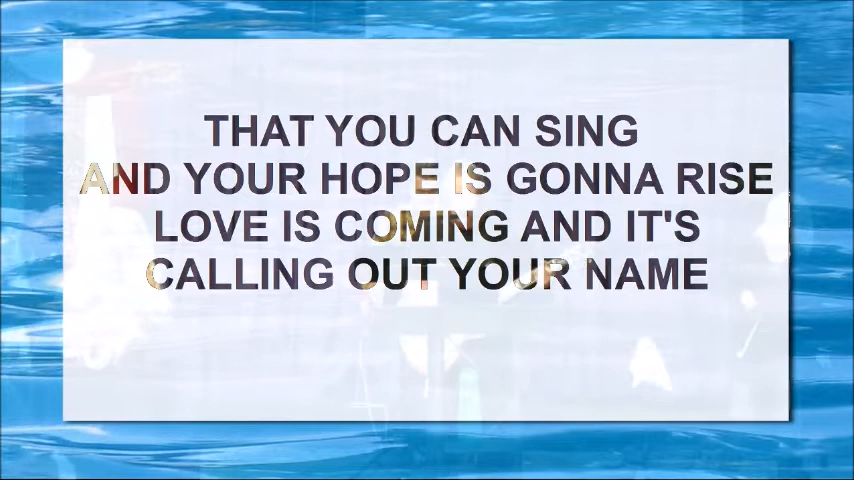 THAT YOU CAN SING
AND YOUR HOPE IS GONNA RISE
LOVE IS COMING AND IT'S
CALLING OUT YOUR NAME